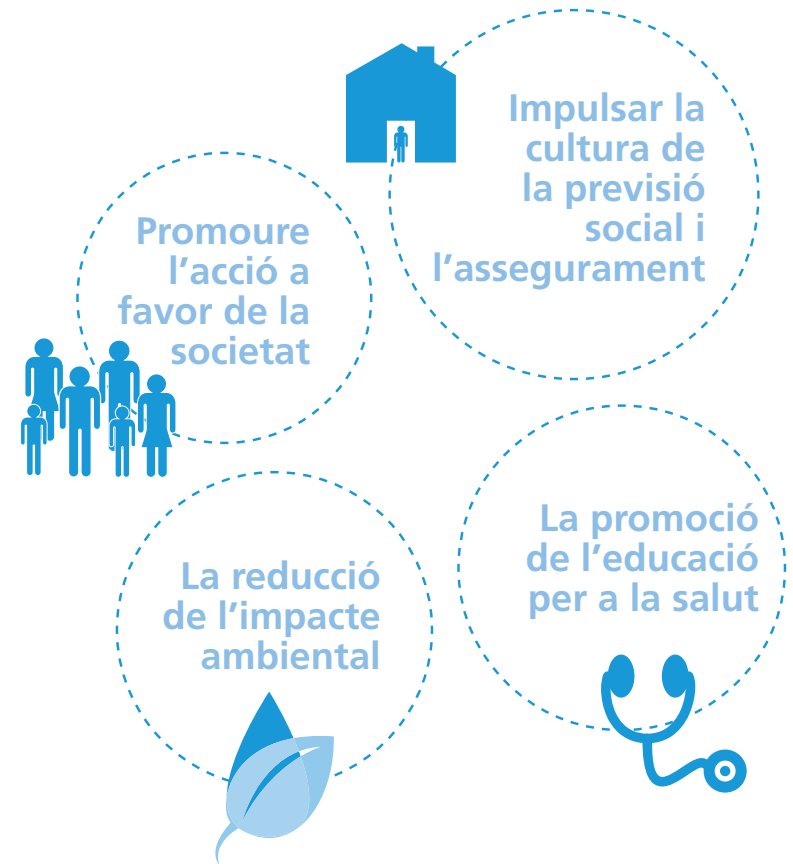 Impulsar la
cultura de
la previsió
social i
l’assegurament
Promoure
l’acció a
favor de la
societat
La promoció
de l’educació
per a la salut
La reducció
de l’impacte
ambiental